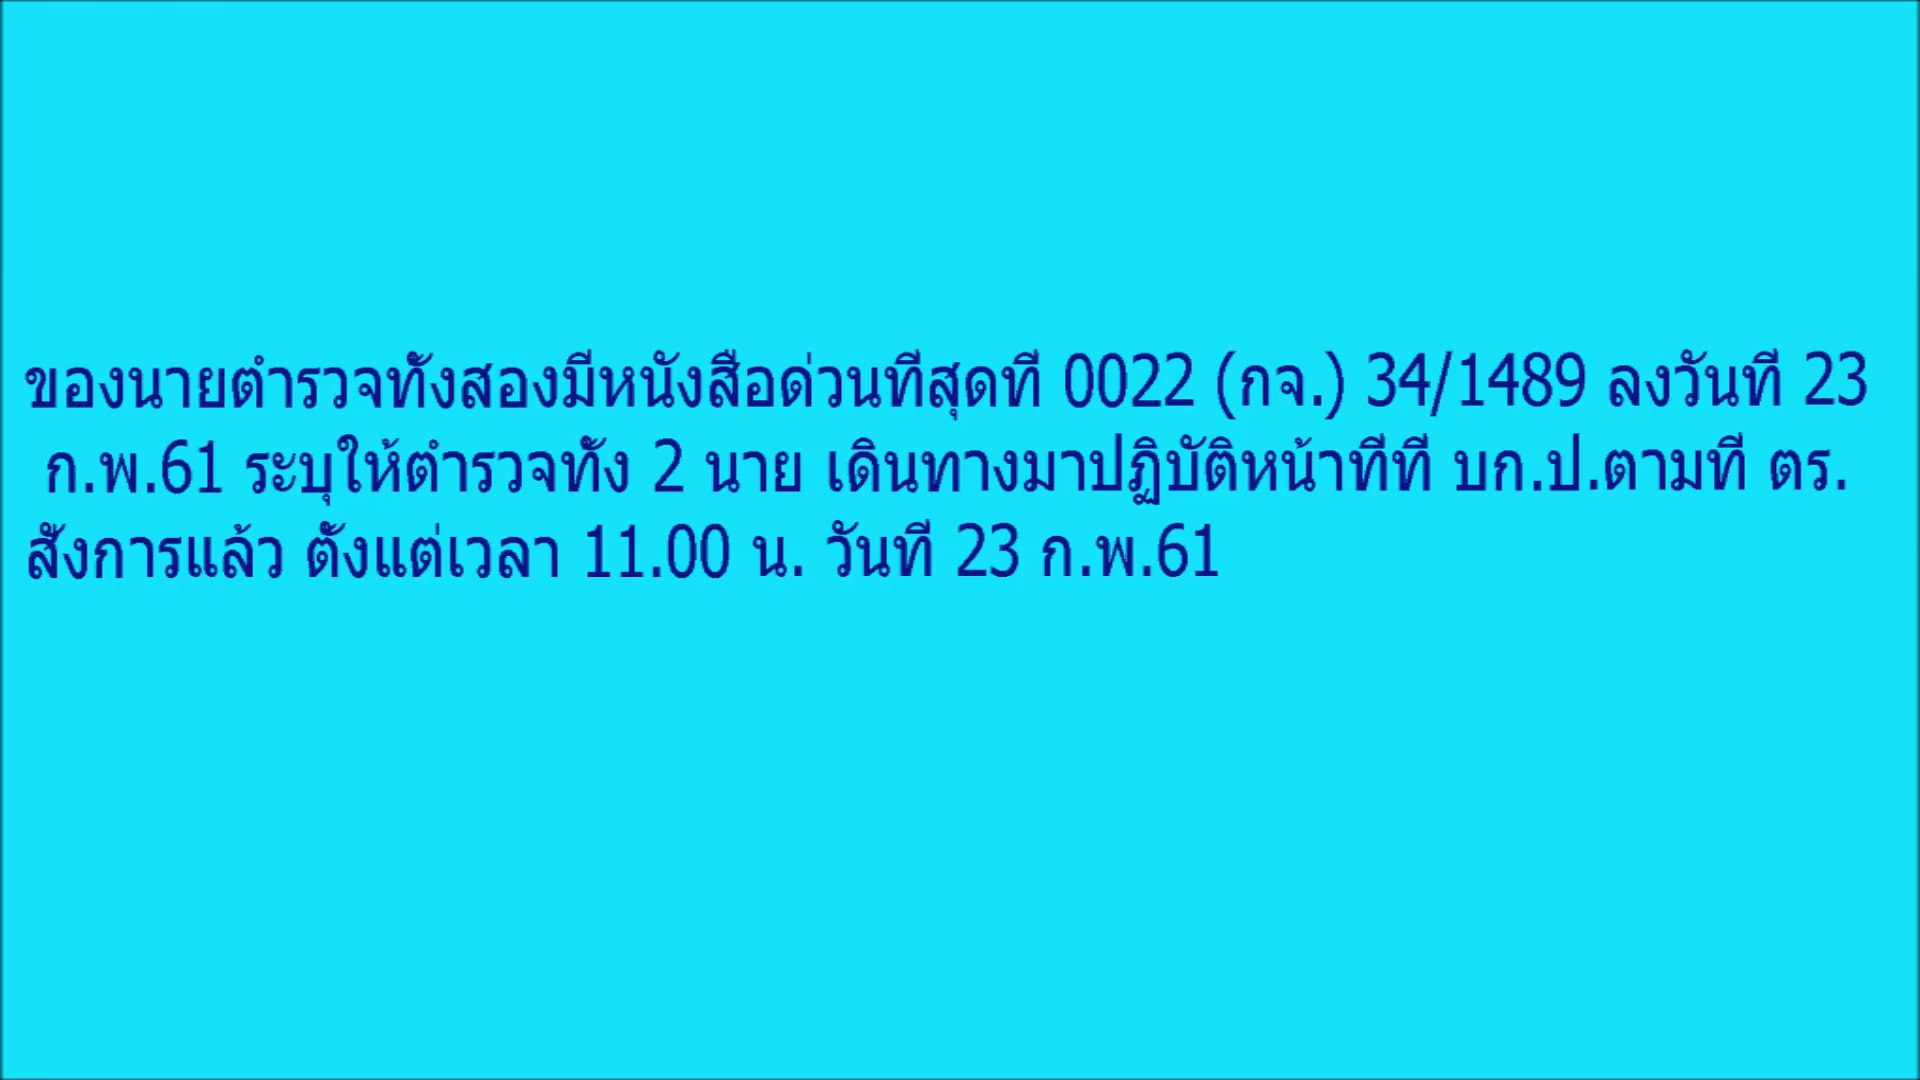 ของนายตำรวจทั้งสองมีหนังสือด่วนที่สุดที่ 0022 (กจ.) 34/1489 ลงวันที่ 23
ก.พ.61 ระบุให้ตำรวจทั้ง 2 นาย เดินทางมาปฏิบัติหน้าที่ที่ บก.ป.ตามที่ ตร.
สั่งการแล้ว ตั้งแต่เวลา 11.00 น. วันที่ 23 ก.พ.61